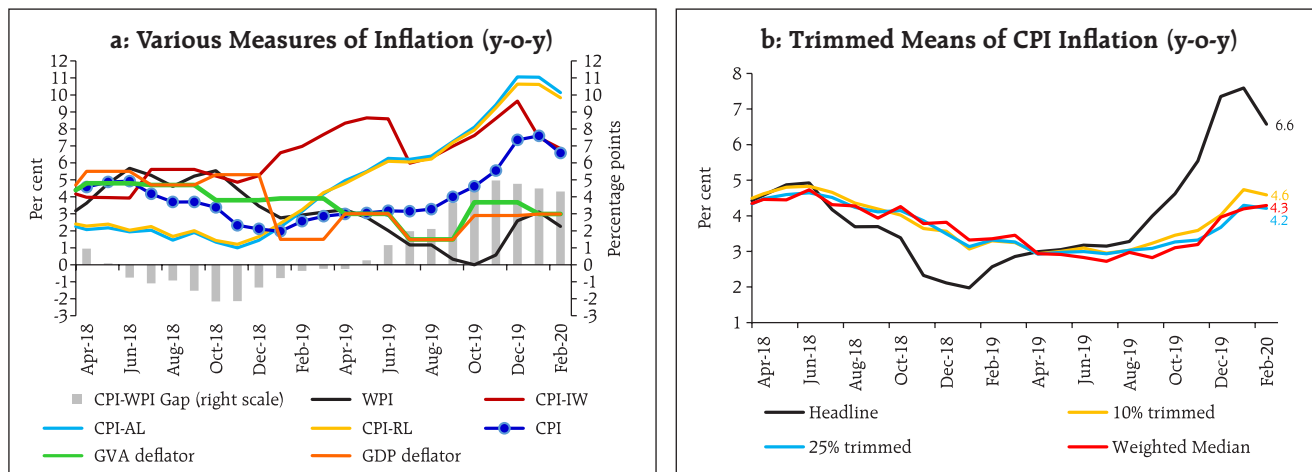 a: Various Measures of Inflation (y-o-y)
12
11
10
9
8
7
6
5
4
3
2
1
0
-1
-2
-3
Per cent
12
11
10
9
8
7
6
5
4
3
2
1
0
-1
-2
-3
Percentage points
Apr-18
Jun-18
Aug-18
Oct-18
Dec-18
Feb-19
Apr-19
Jun-19
Aug-19
Oct-19
Dec-19
Feb-20
CPI-WPI Gap (right scale)
WPI
CPI-IW
CPI-AL
CPI-RL
CPI
GVA deflator
GDP deflator
b: Trimmed Means of CPI Inflation (y-o-y)
8
7
6
5
4
3
2
1
Per cent
6.6
4.6
4.3
4.2
Apr-18
Jun-18
Aug-18
Oct-18
Dec-18
Feb-19
Apr-19
Jun-19
Aug-19
Oct-19
Dec-19
Feb-20
Headline
10% trimmed
25% trimmed
Weighted Median